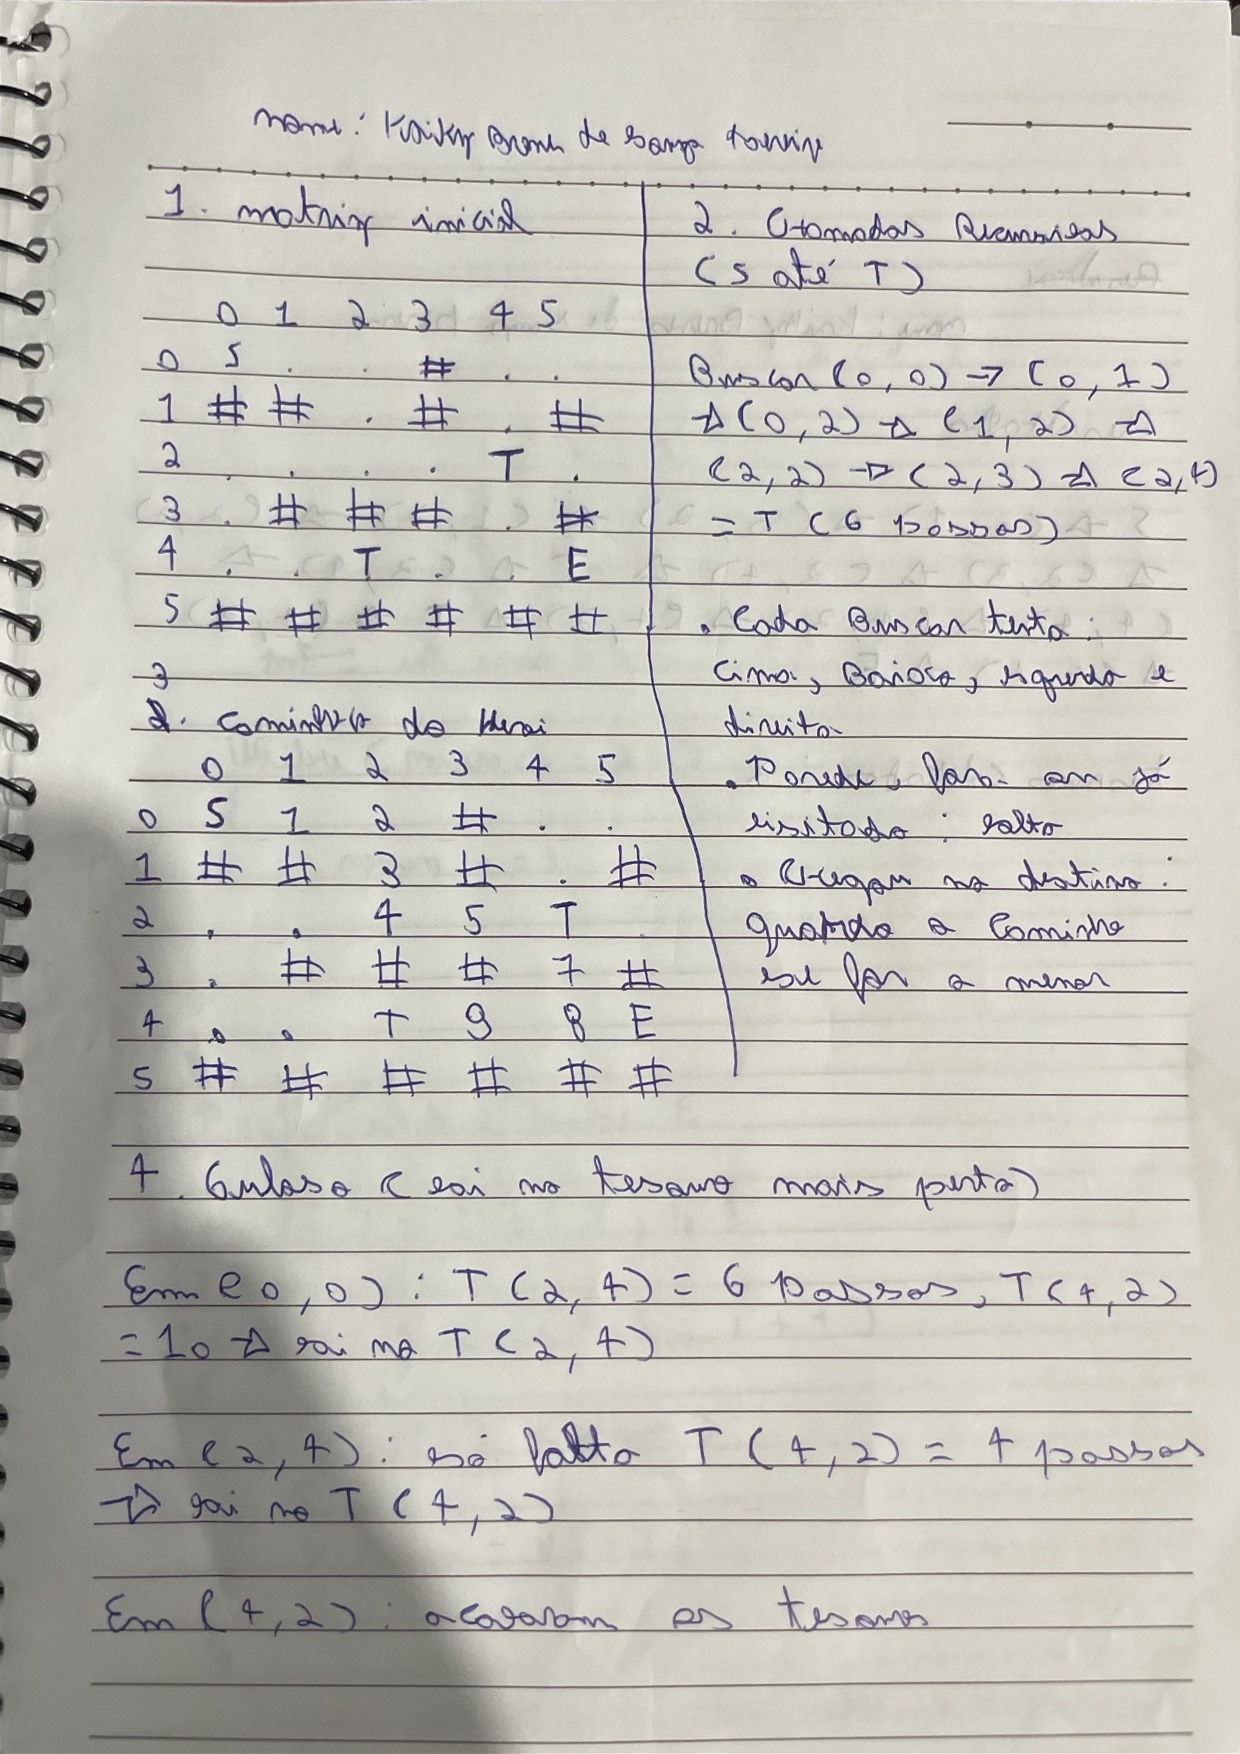 nome: Kaiky Bruno de Souza
1. matriz inicial
0 1 2 3 4 5
0 S . . # . .
1 # # . # . #
2 . . . . T .
3 . # # # . #
4 . . T . . E
5 # # # # # #
3
2. Caminho do Heroi
0 1 2 3 4 5
0 S 1 2 # . .
1 # # 3 # . #
2 . . 4 5 T .
3 . # # # 7 #
4 . . T 9 8 E
5 # # # # # #
2. Chamadas Recursivas
(S até T)
Buscar (0,0) → (0,1)
→ (0,2) → (1,2) →
(2,2) → (2,3) → (2,4)
= T (6 passos)
. Cada Buscar testa:
Cima, Baixo, esquerda e
direita
. Parede, fora ou já
visitado: volta
. Chegou no destino:
guarda o Caminho
se for o menor
4. Guloso (vai no tesouro mais perto)
Em (0,0): T (2,4) = 6 passos, T (4,2)
= 10 → vai no T (2,4)
Em (2,4): só falta T (4,2) = 4 passos
→ vai no T (4,2)
Em (4,2): acabaram os tesouros